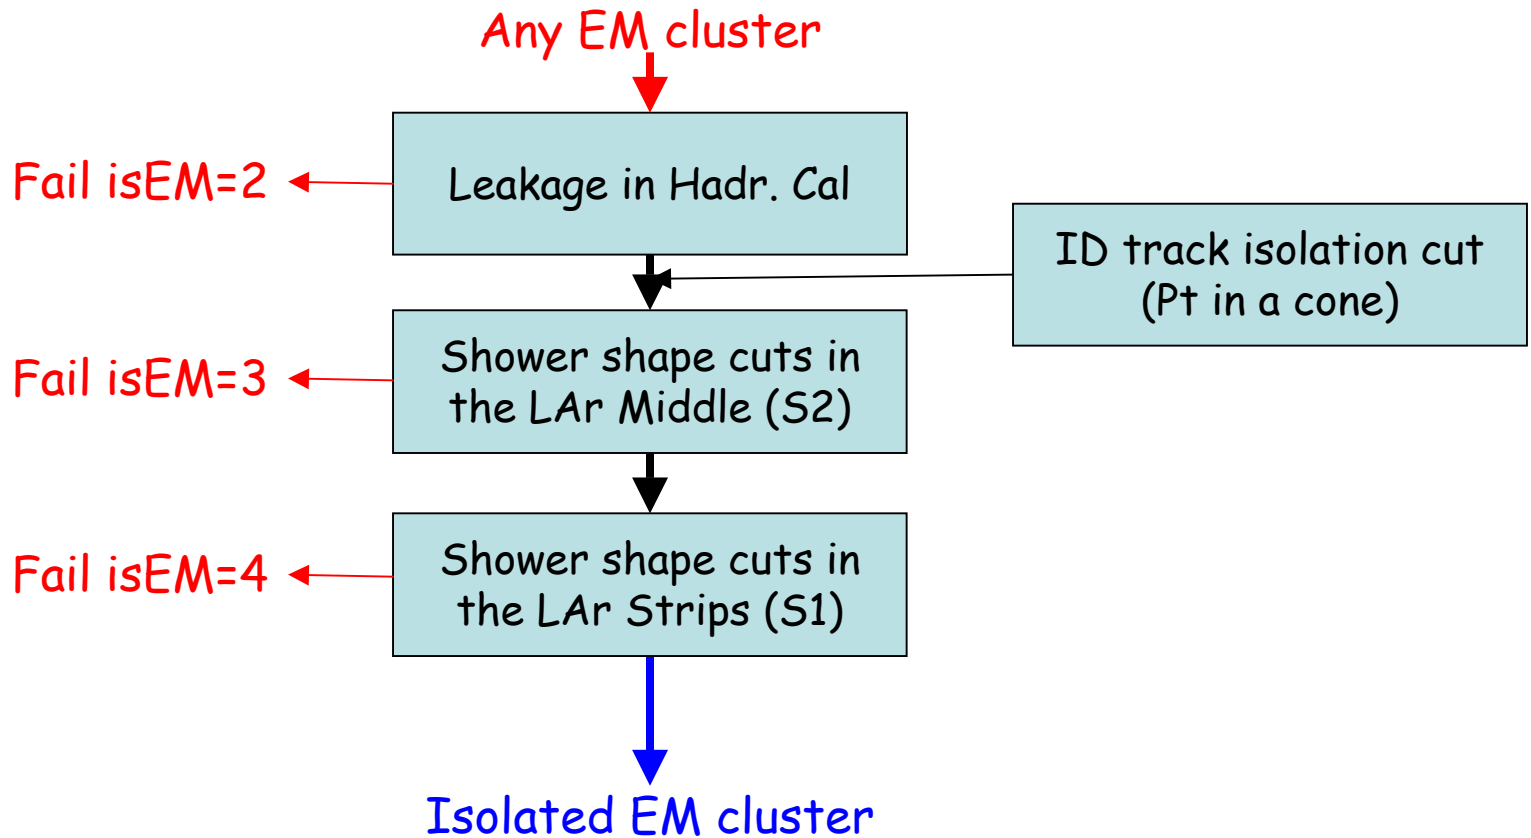 Any EM cluster
Fail isEM=2
Leakage in Hadr. Cal
ID track isolation cut
(Pt in a cone)
Fail isEM=3
Shower shape cuts in
the LAr Middle (S2)
Fail isEM=4
Shower shape cuts in
the LAr Strips (S1)
Isolated EM cluster